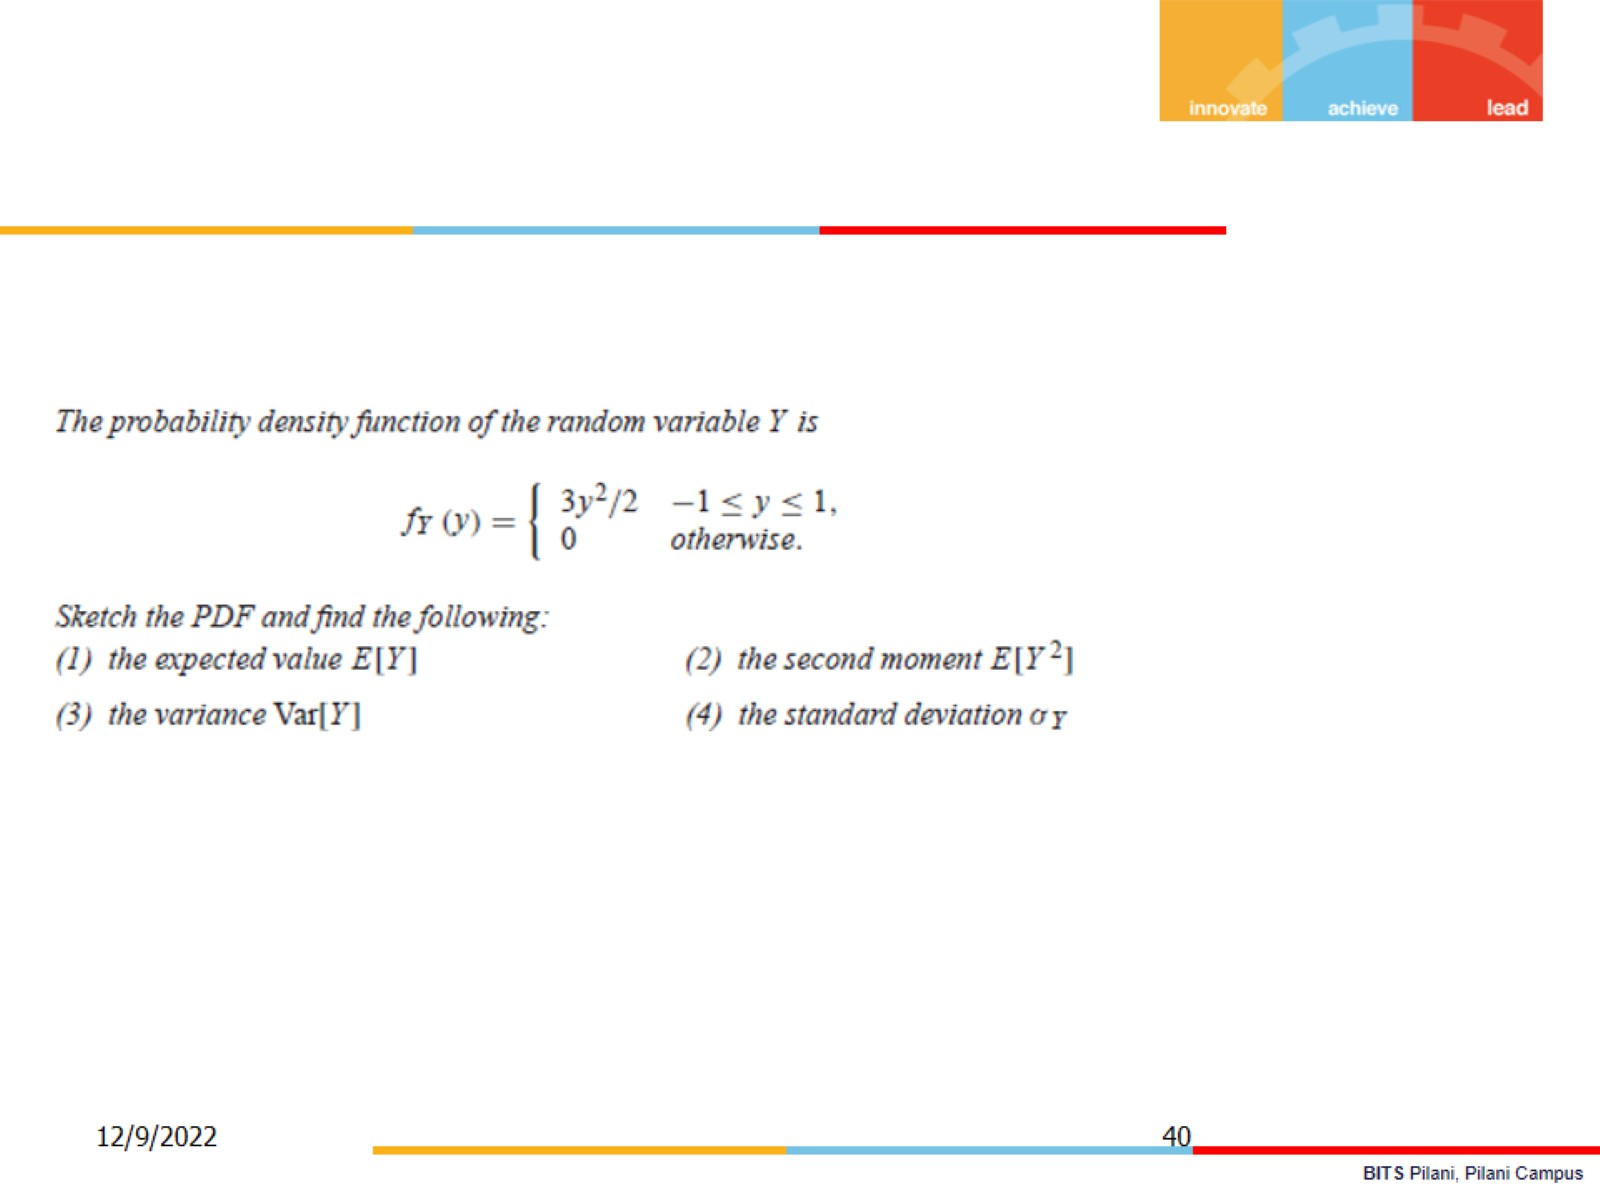 innovate achieve lead
The probability density function of the random variable Y is
fY (y) = { 3y²/2 −1 ≤ y ≤ 1,
0 otherwise.
Sketch the PDF and find the following:
(1) the expected value E[Y] (2) the second moment E[Y²]
(3) the variance Var[Y] (4) the standard deviation σY
12/9/2022 40
BITS Pilani, Pilani Campus